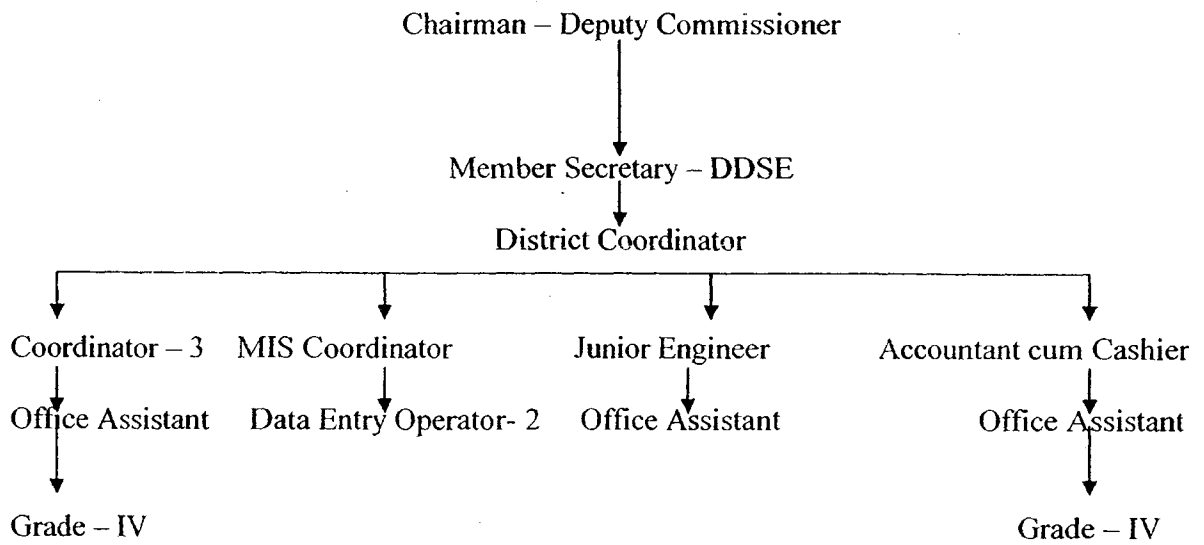 Chairman – Deputy Commissioner
Member Secretary – DDSE
District Coordinator
Coordinator – 3 MIS Coordinator Junior Engineer Accountant cum Cashier
Office Assistant Data Entry Operator- 2 Office Assistant Office Assistant
Grade – IV Grade – IV